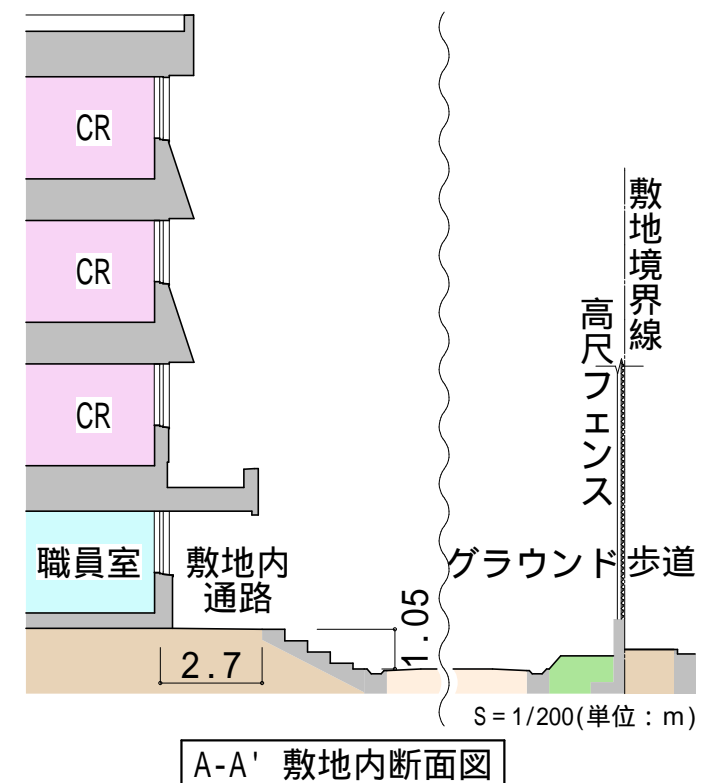 CR
CR
CR
職員室
敷地内
通路
2.7
1.05
グラウンド
高尺フェンス
敷地境界線
歩道
S=1/200(単位:m)
A-A' 敷地内断面図